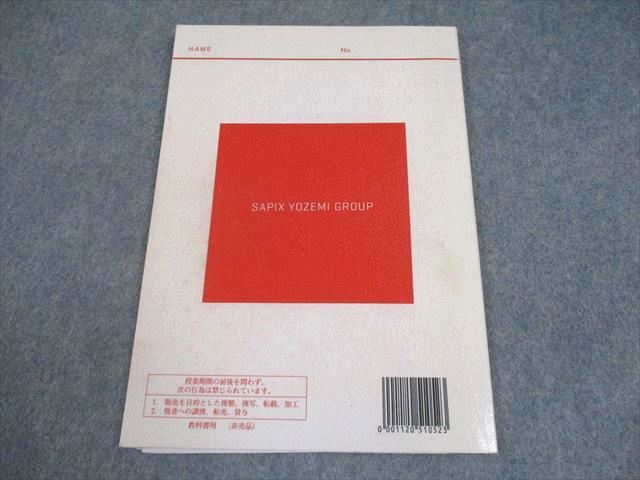 NAME No.
SAPIX YOZEMI GROUP
授業期間の前後を問わず、
次の行為は禁じられています。
1. 販売を目的とした複製、複写、転載、加工
2. 他者への譲渡、転売、貸与
教科書用 （非売品）
0 001120 510523